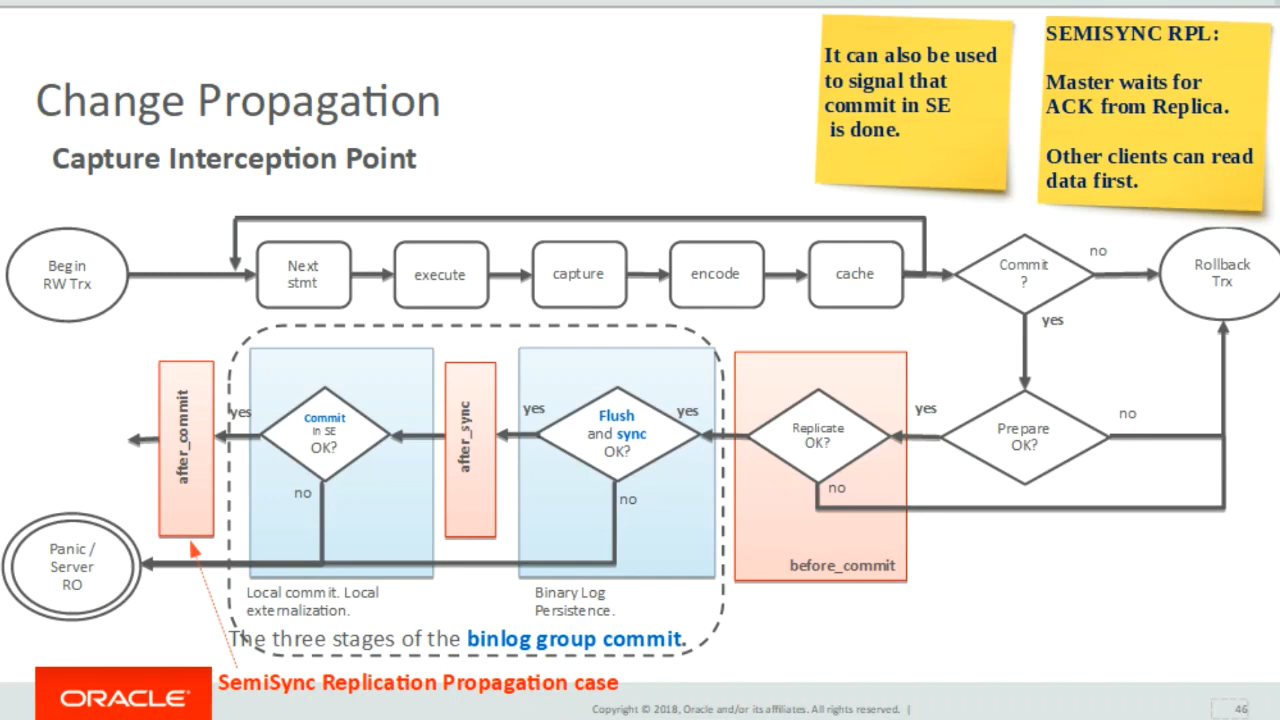 It can also be used
to signal that
commit in SE
is done.
SEMISYNC RPL:
Master waits for
ACK from Replica.
Other clients can read
data first.
Change Propagation
Capture Interception Point
Begin
RW Trx
Next
stmt
execute
capture
encode
cache
Commit
?
no
Rollback
Trx
yes
after_commit
yes
Commit
In SE
OK?
no
after_sync
yes
Flush
and sync
OK?
yes
no
Replicate
OK?
no
before_commit
yes
Prepare
OK?
no
Panic /
Server
RO
Local commit. Local
externalization.
Binary Log
Persistence.
The three stages of the binlog group commit.
SemiSync Replication Propagation case
ORACLE®
Copyright © 2018, Oracle and/or its affiliates. All rights reserved. |
46